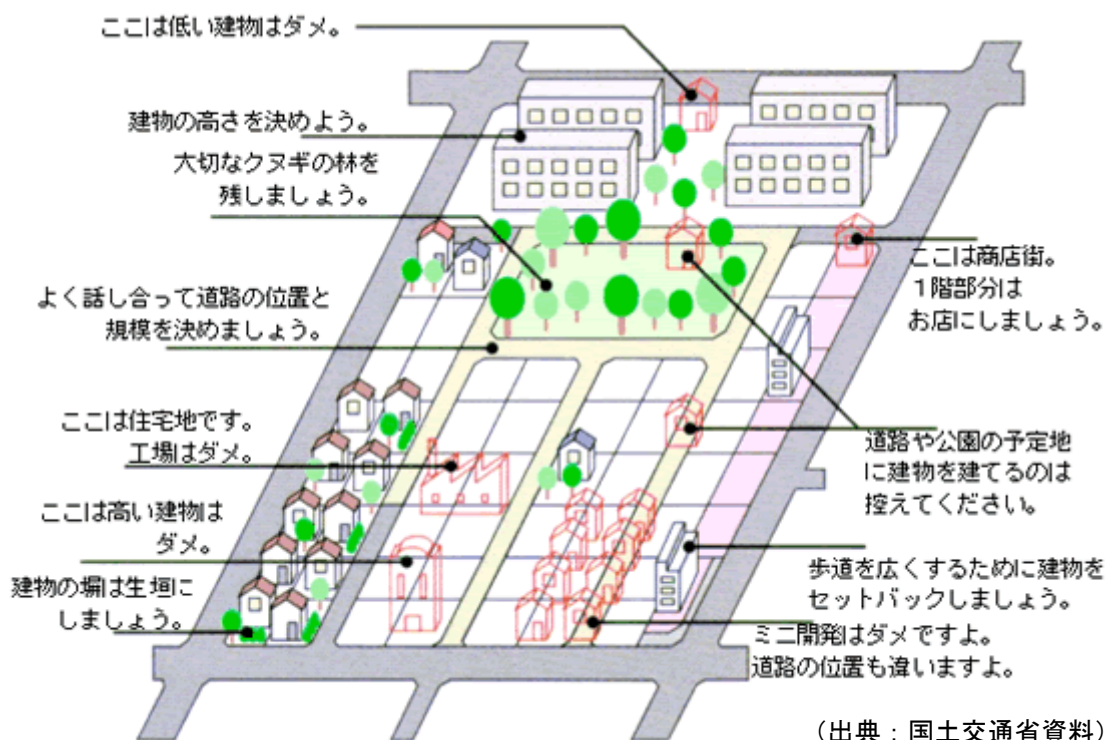 ここは低い建物はダメ。
建物の高さを決めよう。
大切なクヌギの林を
残しましょう。
よく話し合って道路の位置と
規模を決めましょう。
ここは住宅地です。
工場はダメ。
ここは高い建物は
ダメ。
建物の塀は生垣に
しましょう。
ここは商店街。
1階部分は
お店にしましょう。
道路や公園の予定地
に建物を建てるのは
控えてください。
歩道を広くするために建物を
セットバックしましょう。
ミニ開発はダメですよ。
道路の位置も違いますよ。
（出典：国土交通省資料）